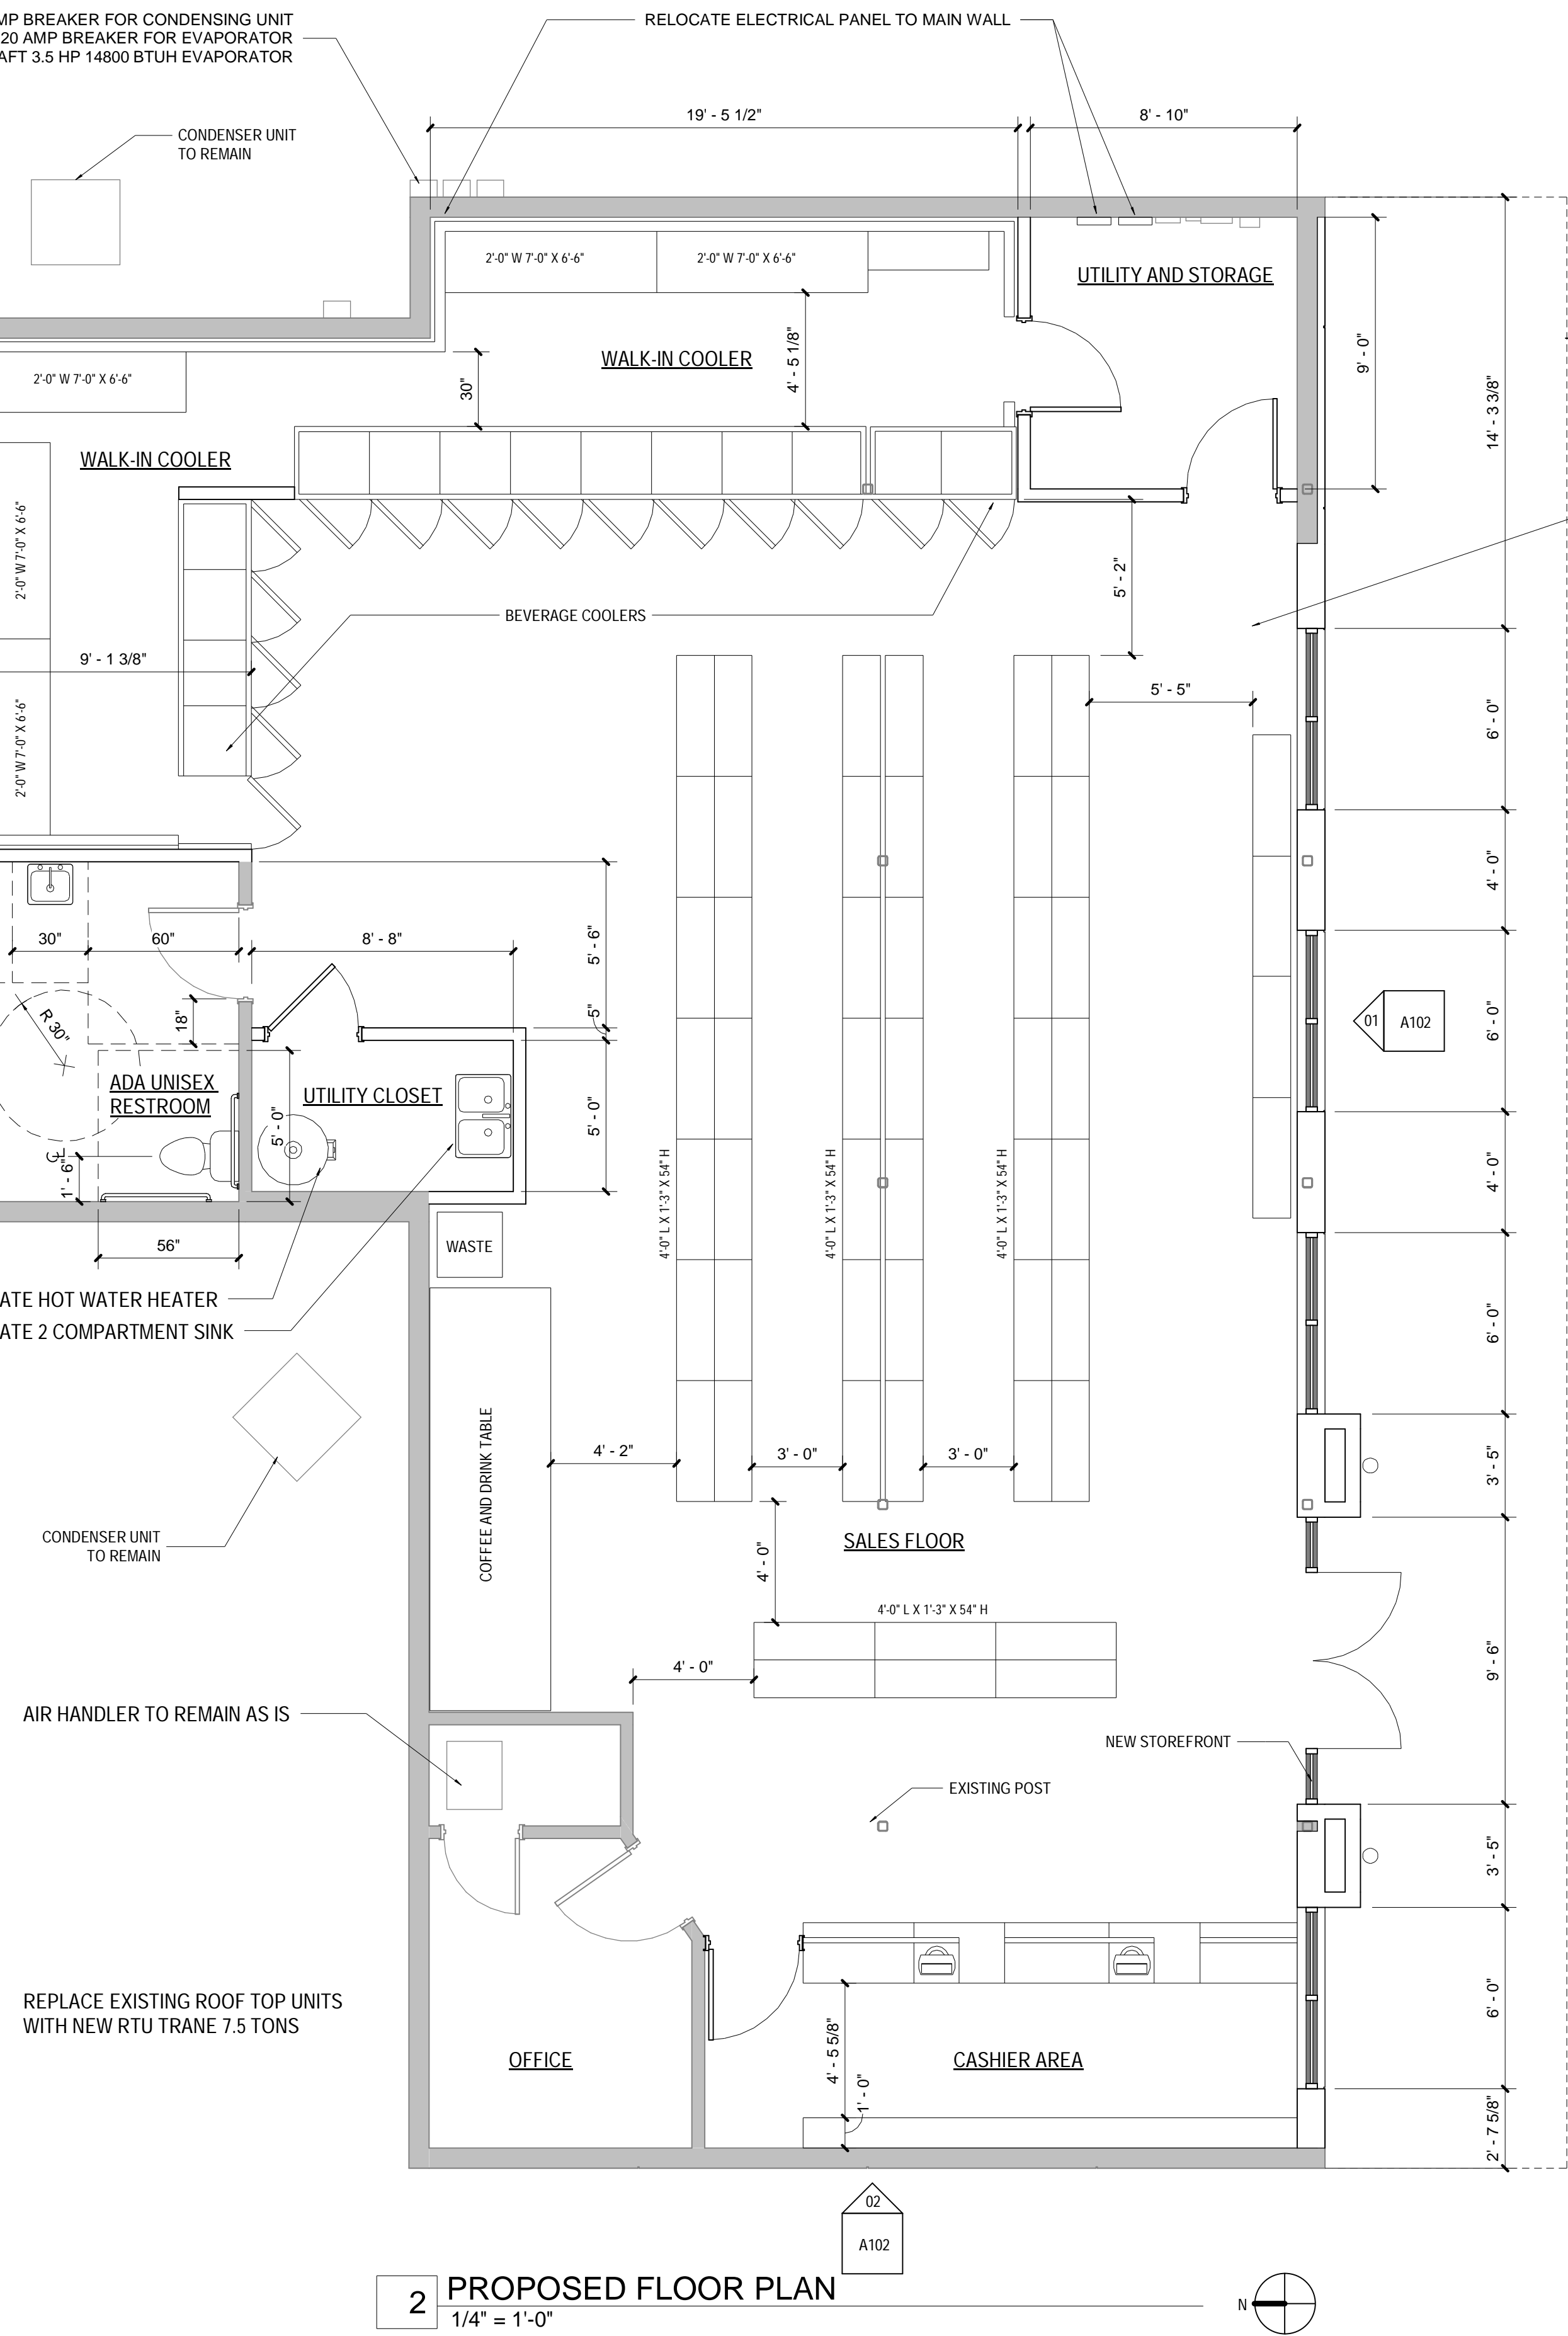 MP BREAKER FOR CONDENSING UNIT
20 AMP BREAKER FOR EVAPORATOR
AFT 3.5 HP 14800 BTUH EVAPORATOR
RELOCATE ELECTRICAL PANEL TO MAIN WALL
CONDENSER UNIT
TO REMAIN
19' - 5 1/2"
8' - 10"
2'-0" W 7'-0" X 6'-6"
2'-0" W 7'-0" X 6'-6"
UTILITY AND STORAGE
WALK-IN COOLER
4' - 5 1/8"
30"
9' - 0"
14' - 3 3/8"
2'-0" W 7'-0" X 6'-6"
WALK-IN COOLER
2'-0" W 7'-0" X 6'-6"
2'-0" W 7'-0" X 6'-6"
9' - 1 3/8"
BEVERAGE COOLERS
5' - 2"
5' - 5"
6' - 0"
4' - 0"
6' - 0"
4' - 0"
6' - 0"
3' - 5"
9' - 6"
3' - 5"
6' - 0"
2' - 7 5/8"
01
A102
30"
60"
8' - 8"
5' - 6"
5"
5' - 0"
18"
R 30"
ADA UNISEX
RESTROOM
UTILITY CLOSET
5' - 0"
CL
1' - 6"
56"
WASTE
4'-0" L X 1'-3" X 54" H
4'-0" L X 1'-3" X 54" H
4'-0" L X 1'-3" X 54" H
ATE HOT WATER HEATER
ATE 2 COMPARTMENT SINK
COFFEE AND DRINK TABLE
4' - 2"
3' - 0"
3' - 0"
CONDENSER UNIT
TO REMAIN
SALES FLOOR
4' - 0"
4'-0" L X 1'-3" X 54" H
4' - 0"
AIR HANDLER TO REMAIN AS IS
NEW STOREFRONT
EXISTING POST
REPLACE EXISTING ROOF TOP UNITS
WITH NEW RTU TRANE 7.5 TONS
OFFICE
CASHIER AREA
4' - 5 5/8"
1' - 0"
02
A102
2
PROPOSED FLOOR PLAN
1/4" = 1'-0"
N